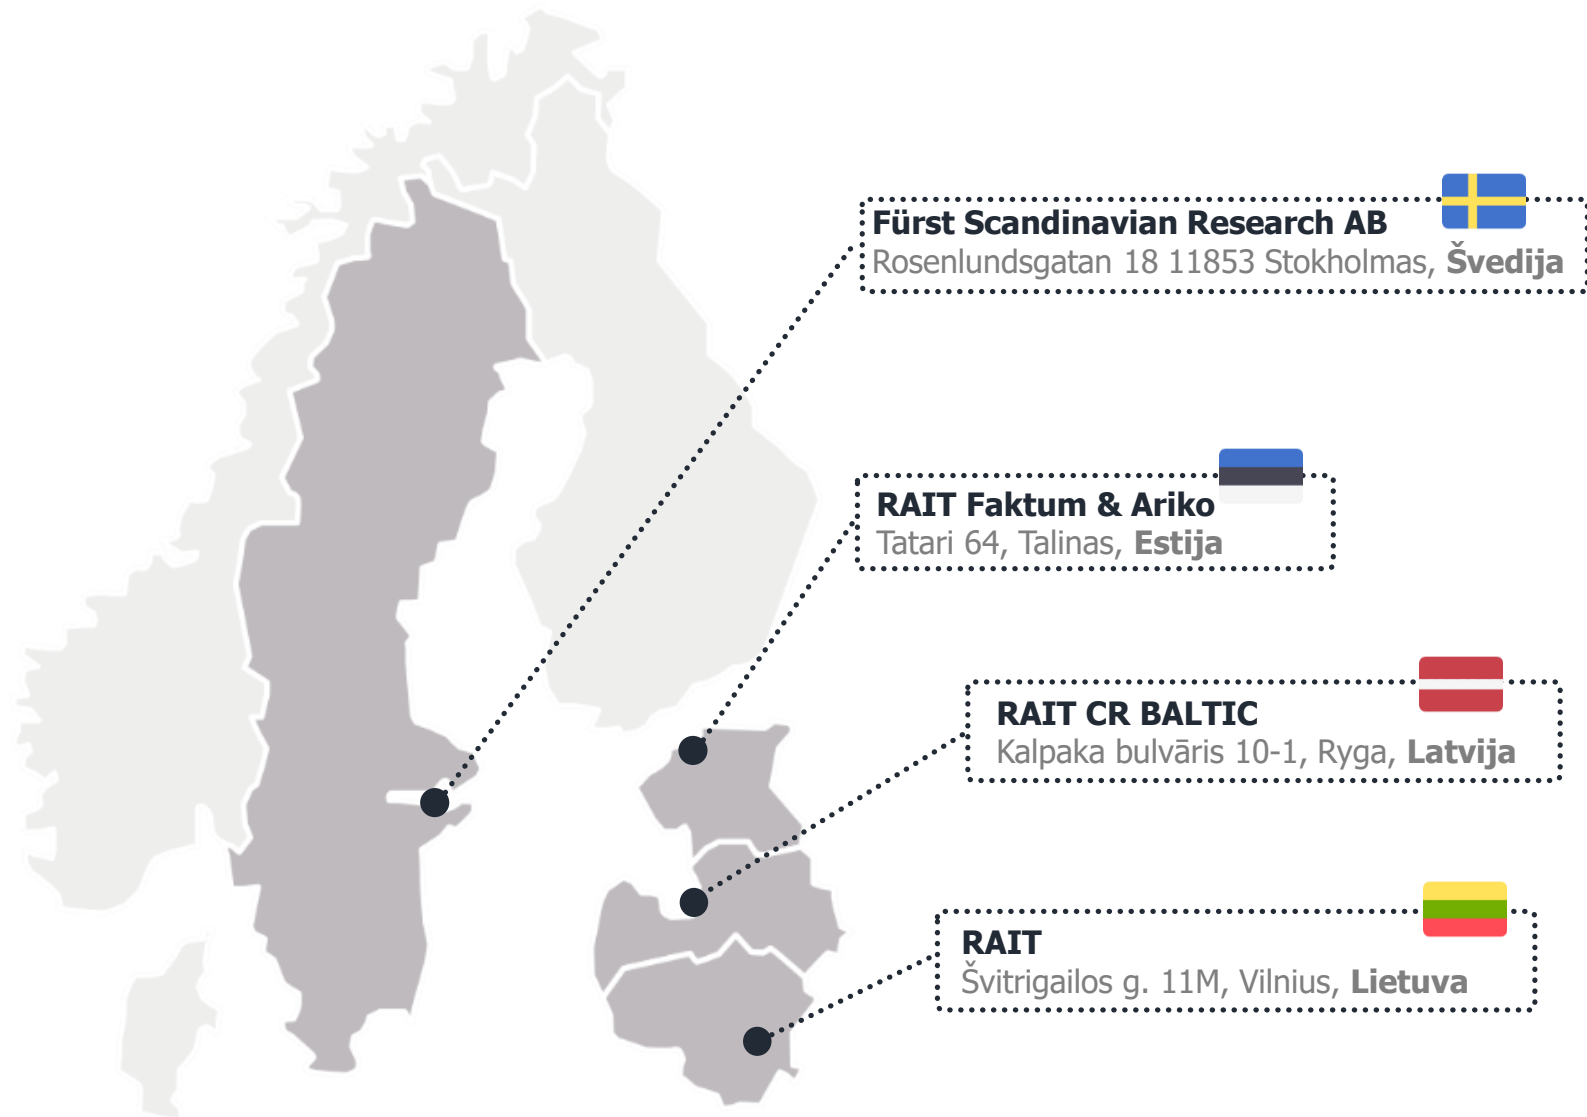 Fürst Scandinavian Research AB
Rosenlundsgatan 18 11853 Stokholmas, Švedija
RAIT Faktum & Ariko
Tatari 64, Talinas, Estija
RAIT CR BALTIC
Kalpaka bulvāris 10-1, Ryga, Latvija
RAIT
Švitrigailos g. 11M, Vilnius, Lietuva